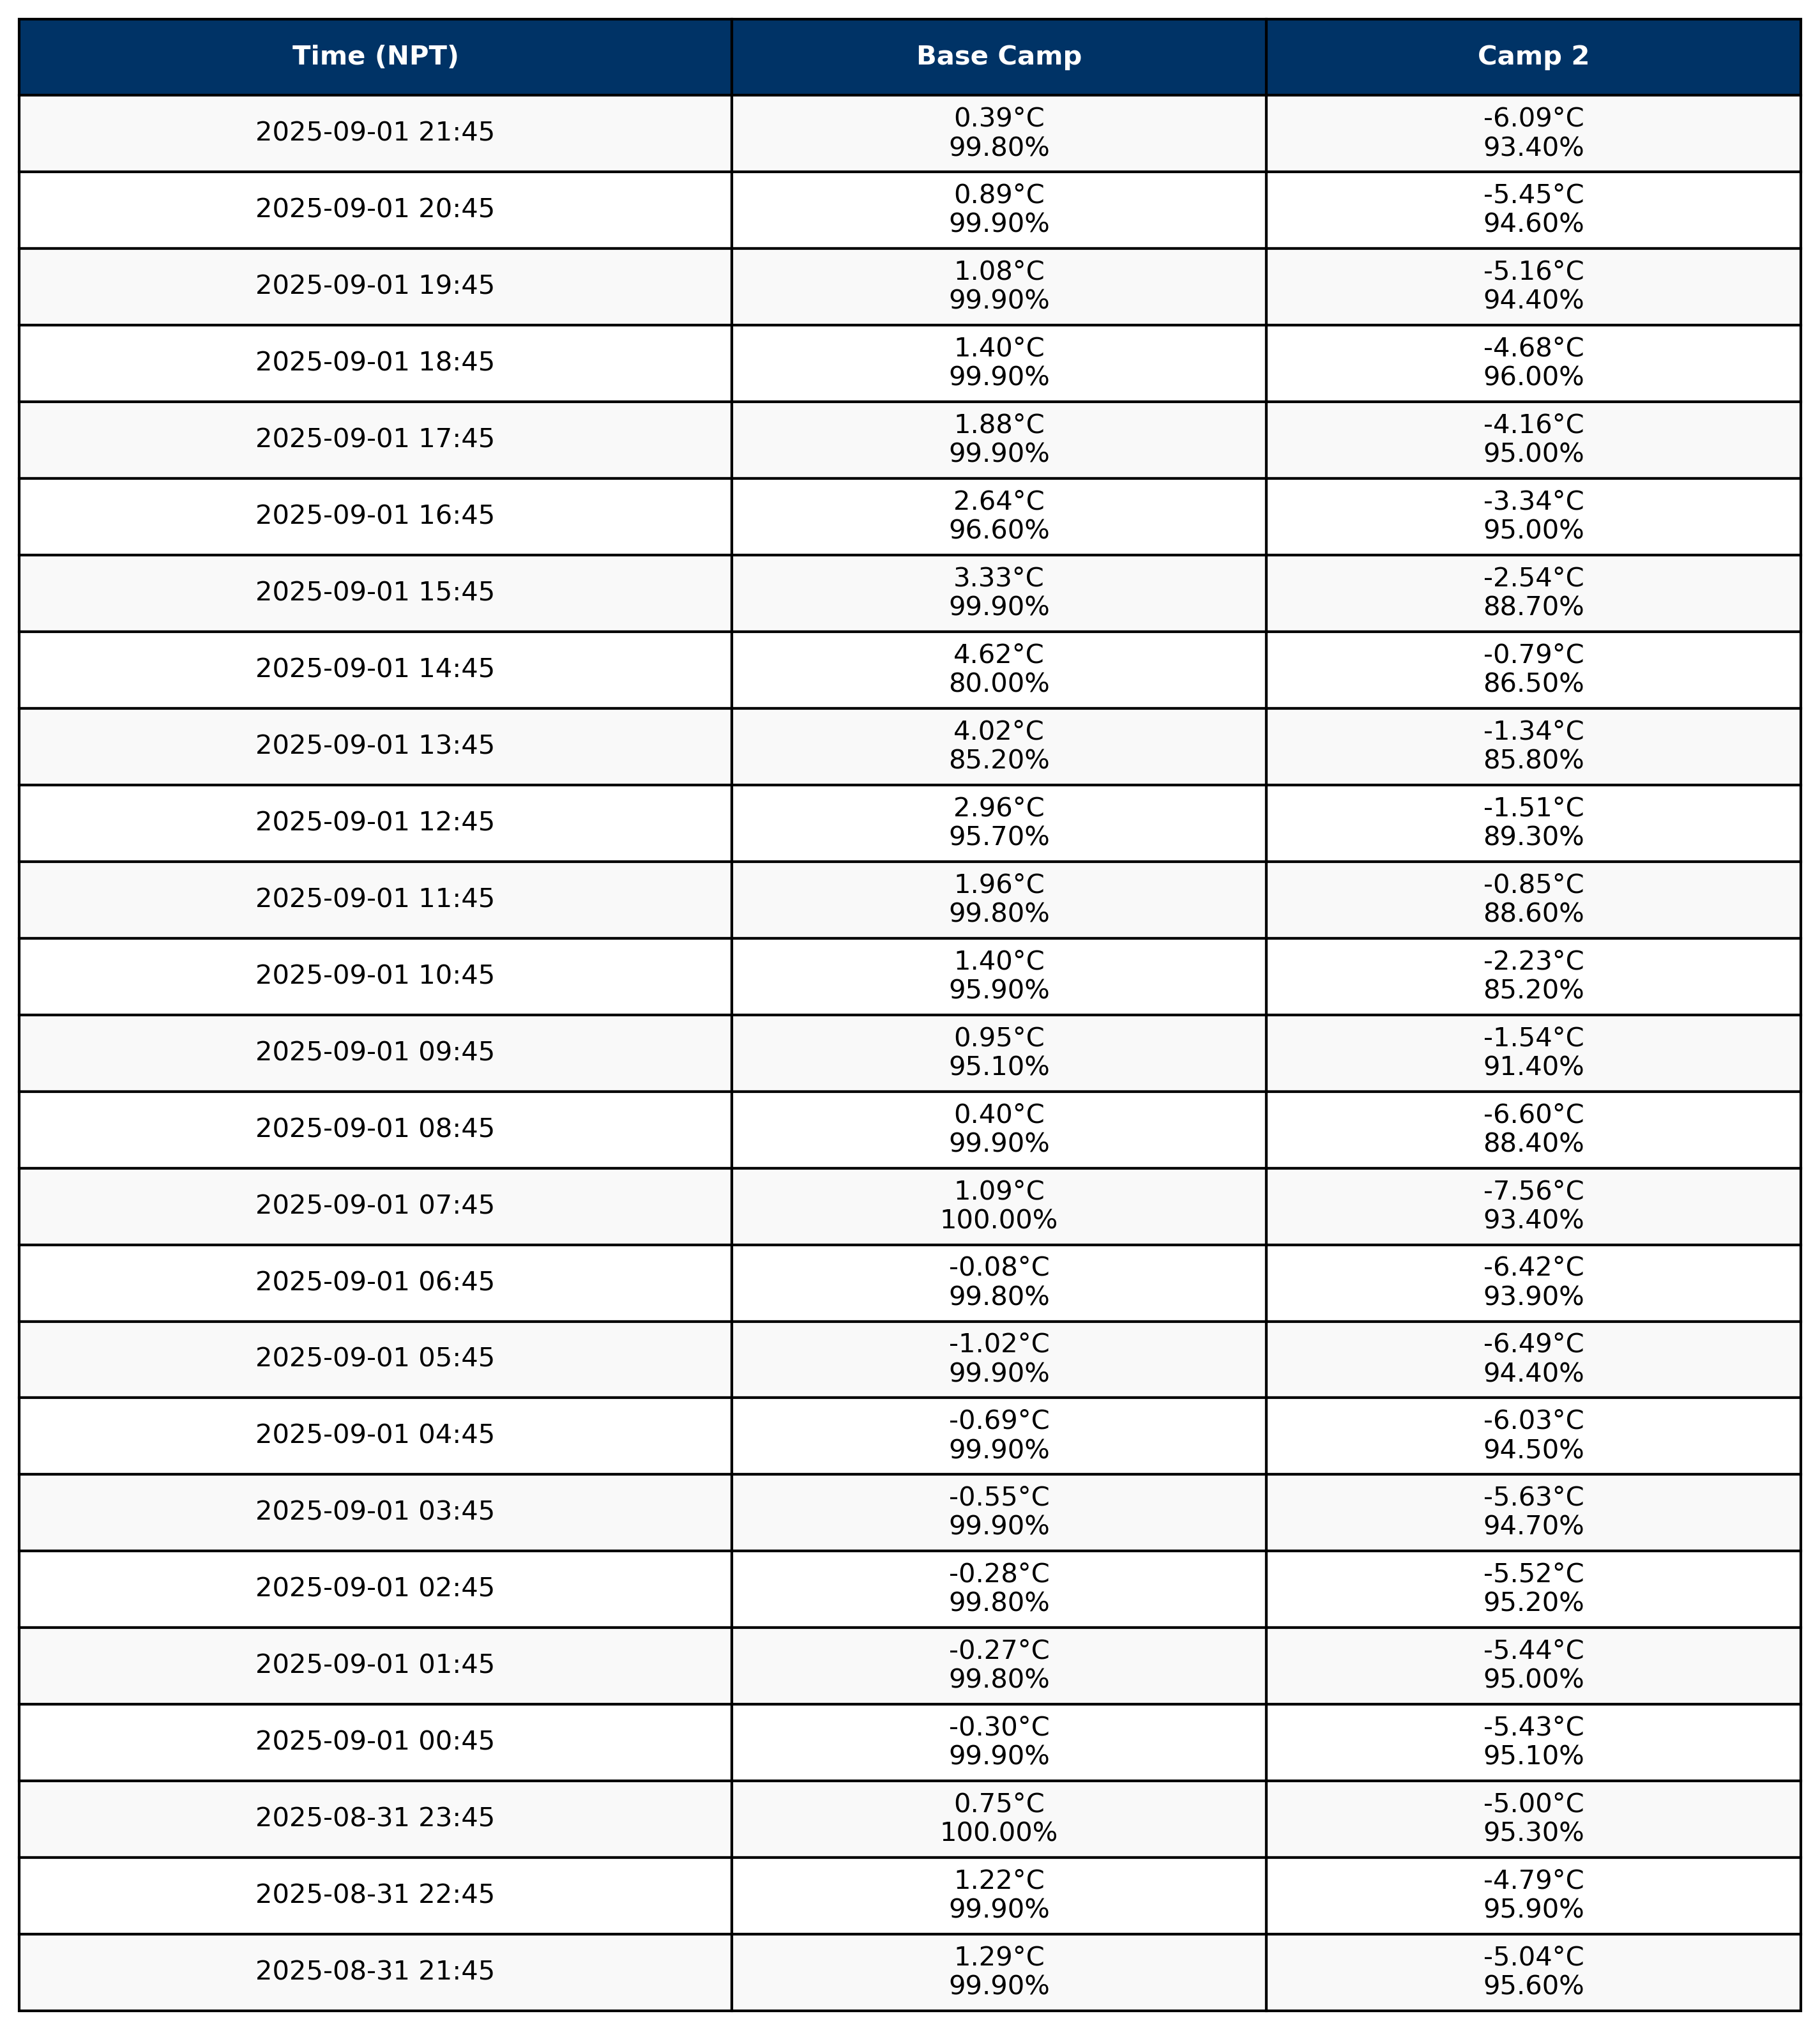 Time (NPT) Base Camp Camp 2
2025-09-01 21:45
0.39°C
99.80%
-6.09°C
93.40%
2025-09-01 20:45
0.89°C
99.90%
-5.45°C
94.60%
2025-09-01 19:45
1.08°C
99.90%
-5.16°C
94.40%
2025-09-01 18:45
1.40°C
99.90%
-4.68°C
96.00%
2025-09-01 17:45
1.88°C
99.90%
-4.16°C
95.00%
2025-09-01 16:45
2.64°C
96.60%
-3.34°C
95.00%
2025-09-01 15:45
3.33°C
99.90%
-2.54°C
88.70%
2025-09-01 14:45
4.62°C
80.00%
-0.79°C
86.50%
2025-09-01 13:45
4.02°C
85.20%
-1.34°C
85.80%
2025-09-01 12:45
2.96°C
95.70%
-1.51°C
89.30%
2025-09-01 11:45
1.96°C
99.80%
-0.85°C
88.60%
2025-09-01 10:45
1.40°C
95.90%
-2.23°C
85.20%
2025-09-01 09:45
0.95°C
95.10%
-1.54°C
91.40%
2025-09-01 08:45
0.40°C
99.90%
-6.60°C
88.40%
2025-09-01 07:45
1.09°C
100.00%
-7.56°C
93.40%
2025-09-01 06:45
-0.08°C
99.80%
-6.42°C
93.90%
2025-09-01 05:45
-1.02°C
99.90%
-6.49°C
94.40%
2025-09-01 04:45
-0.69°C
99.90%
-6.03°C
94.50%
2025-09-01 03:45
-0.55°C
99.90%
-5.63°C
94.70%
2025-09-01 02:45
-0.28°C
99.80%
-5.52°C
95.20%
2025-09-01 01:45
-0.27°C
99.80%
-5.44°C
95.00%
2025-09-01 00:45
-0.30°C
99.90%
-5.43°C
95.10%
2025-08-31 23:45
0.75°C
100.00%
-5.00°C
95.30%
2025-08-31 22:45
1.22°C
99.90%
-4.79°C
95.90%
2025-08-31 21:45
1.29°C
99.90%
-5.04°C
95.60%